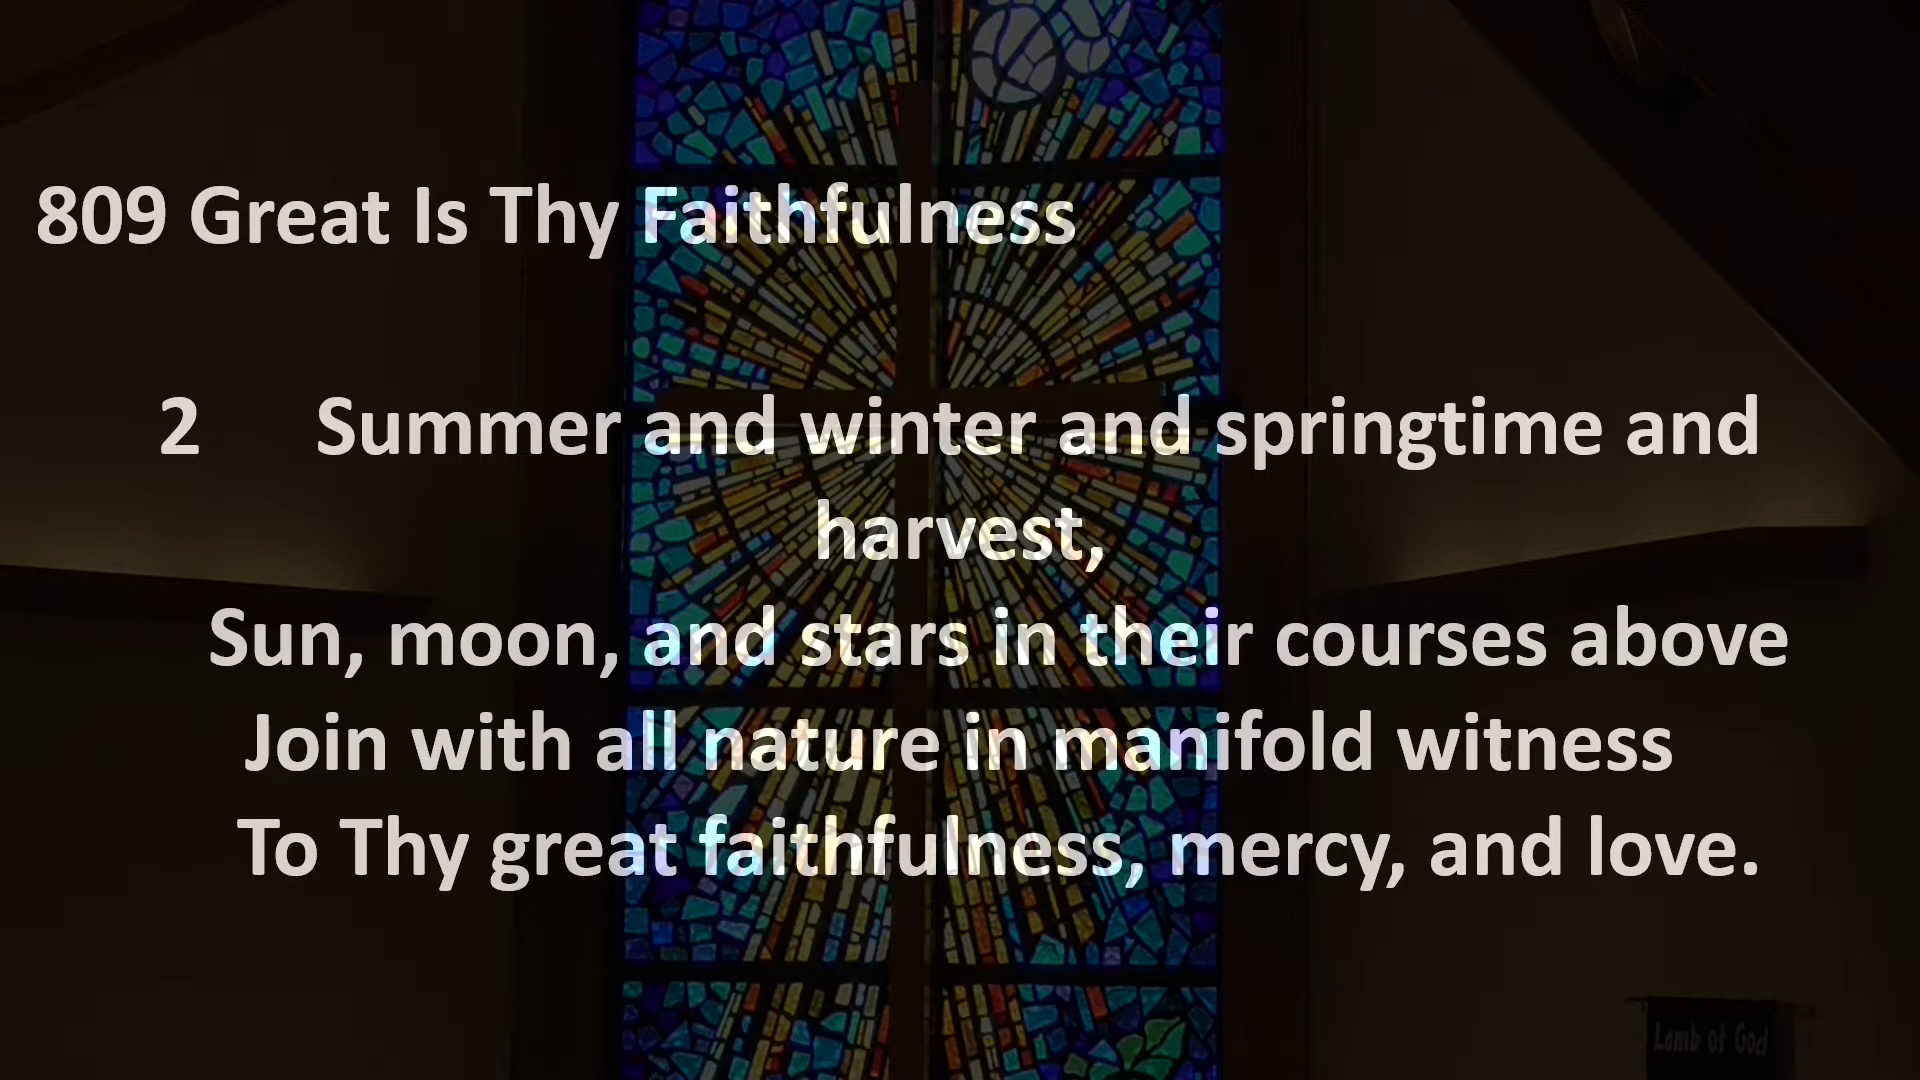 809 Great Is Thy Faithfulness
2 Summer and winter and springtime and
harvest,
Sun, moon, and stars in their courses above
Join with all nature in manifold witness
To Thy great faithfulness, mercy, and love.
Lamb of God